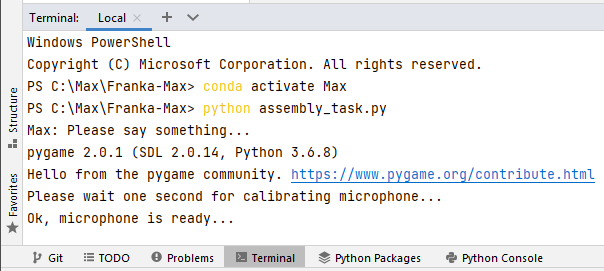 Terminal: Local × +
Windows PowerShell
Copyright (C) Microsoft Corporation. All rights reserved.
PS C:\Max\Franka-Max> conda activate Max
PS C:\Max\Franka-Max> python assembly_task.py
Max: Please say something...
pygame 2.0.1 (SDL 2.0.14, Python 3.6.8)
Hello from the pygame community. https://www.pygame.org/contribute.html
Please wait one second for calibrating microphone...
Ok, microphone is ready...
Structure
Favorites
Git TODO Problems Terminal Python Packages Python Console